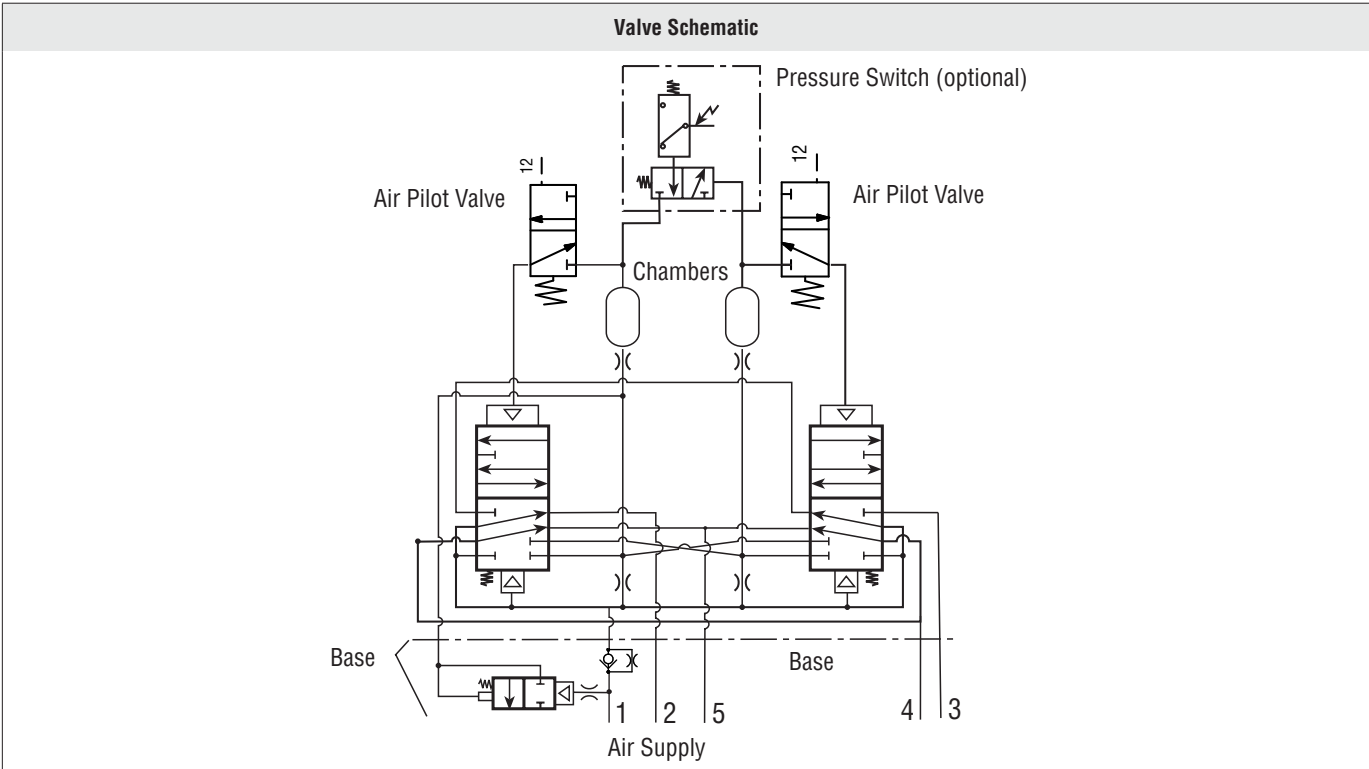 Valve Schematic
Pressure Switch (optional)
12
12
Air Pilot Valve
Air Pilot Valve
Chambers
Base
Base
1
2
5
4
3
Air Supply